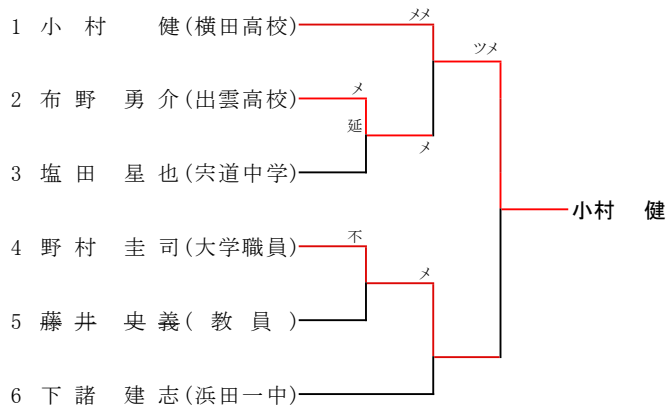 メメ
1 小村 健(横田高校)
ツメ
メ
2 布野 勇介(出雲高校)
延
メ
3 塩田 星也(宍道中学)
小村 健
不
4 野村 圭司(大学職員)
メ
5 藤井 史義(教員)
6 下諸 建志(浜田一中)